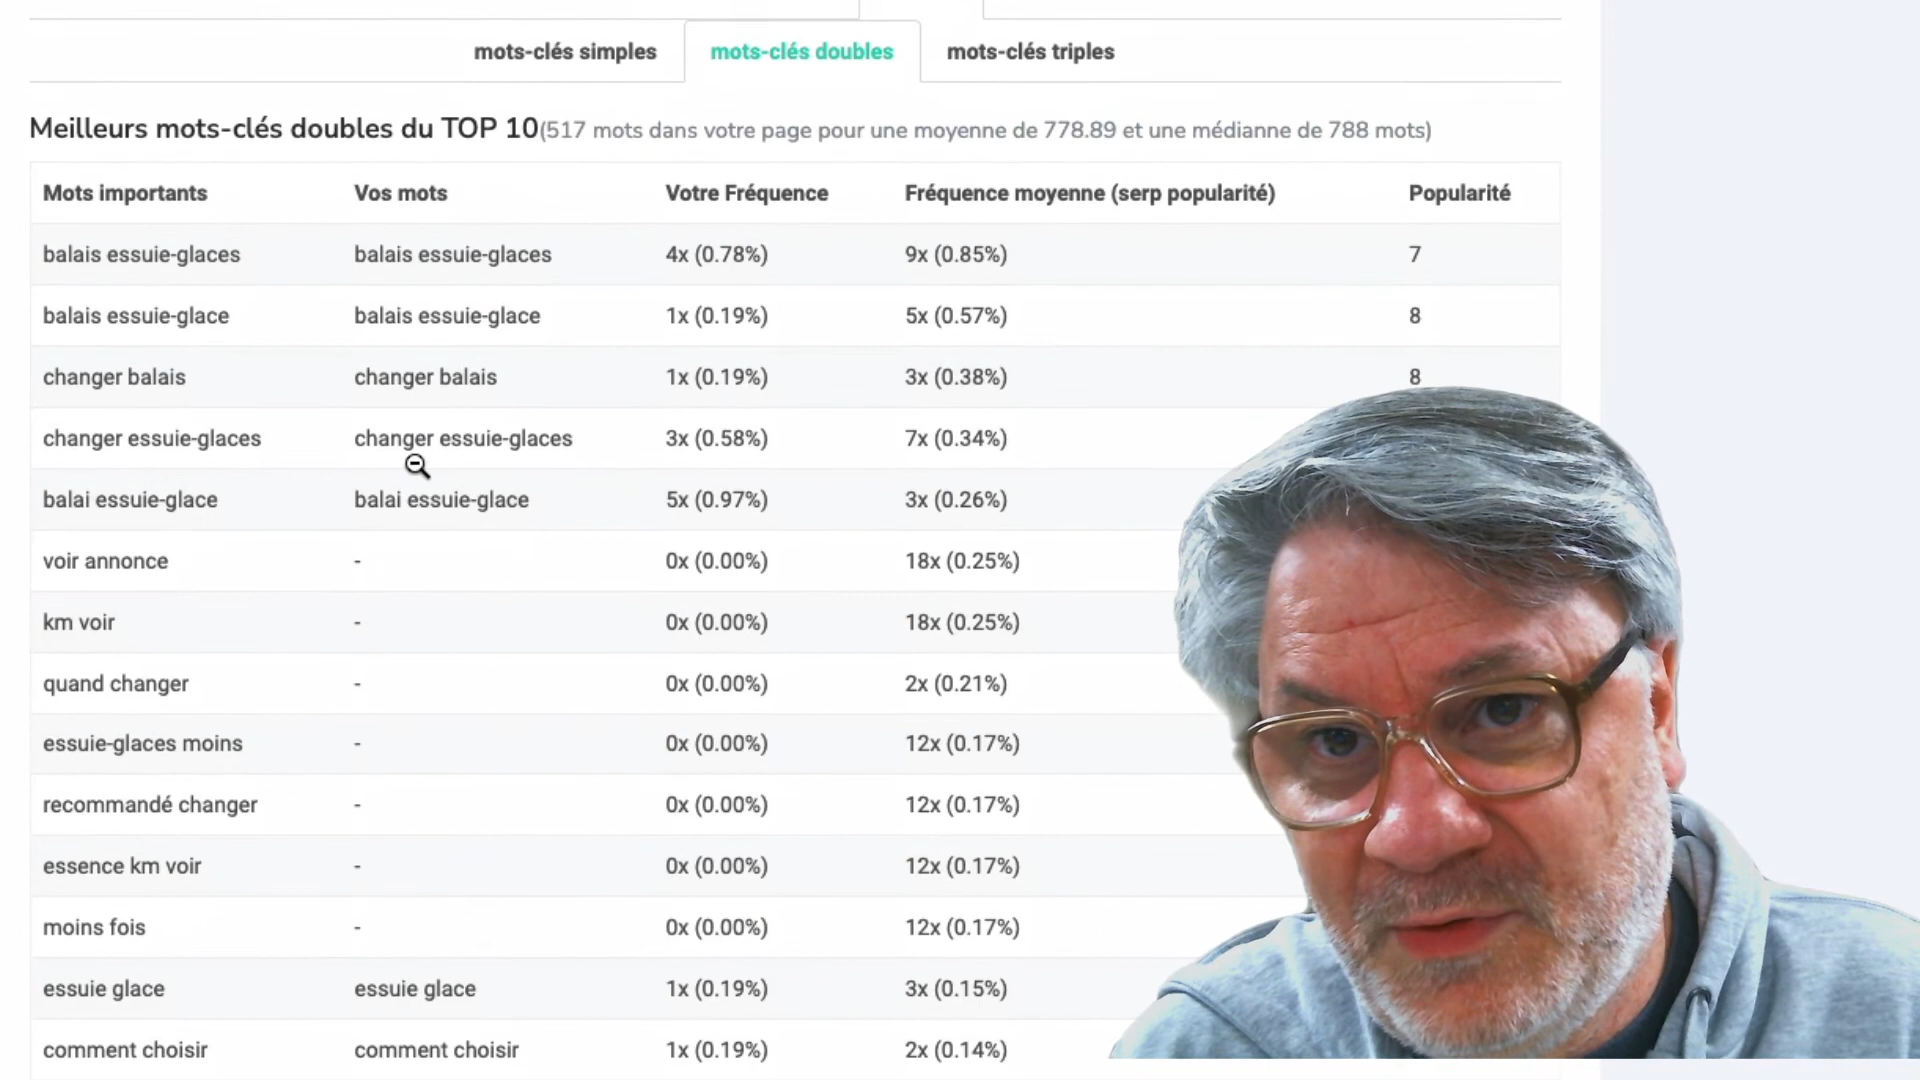 mots-clés simples mots-clés doubles mots-clés triples
Meilleurs mots-clés doubles du TOP 10(517 mots dans votre page pour une moyenne de 778.89 et une médianne de 788 mots)
Mots importants Vos mots Votre Fréquence Fréquence moyenne (serp popularité) Popularité
balais essuie-glaces balais essuie-glaces 4x (0.78%) 9x (0.85%) 7
balais essuie-glace balais essuie-glace 1x (0.19%) 5x (0.57%) 8
changer balais changer balais 1x (0.19%) 3x (0.38%) 8
changer essuie-glaces changer essuie-glaces 3x (0.58%) 7x (0.34%)
balai essuie-glace balai essuie-glace 5x (0.97%) 3x (0.26%)
voir annonce - 0x (0.00%) 18x (0.25%)
km voir - 0x (0.00%) 18x (0.25%)
quand changer - 0x (0.00%) 2x (0.21%)
essuie-glaces moins - 0x (0.00%) 12x (0.17%)
recommandé changer - 0x (0.00%) 12x (0.17%)
essence km voir - 0x (0.00%) 12x (0.17%)
moins fois - 0x (0.00%) 12x (0.17%)
essuie glace essuie glace 1x (0.19%) 3x (0.15%)
comment choisir comment choisir 1x (0.19%) 2x (0.14%)